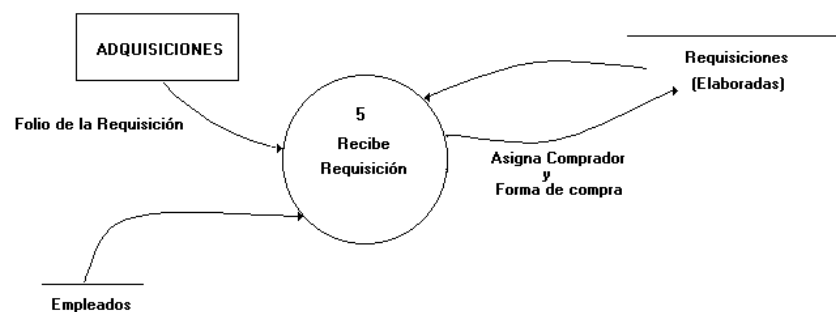 ADQUISICIONES
Requisiciones
(Elaboradas)
5
Recibe
Requisición
Folio de la Requisición
Asigna Comprador
y
Forma de compra
Empleados